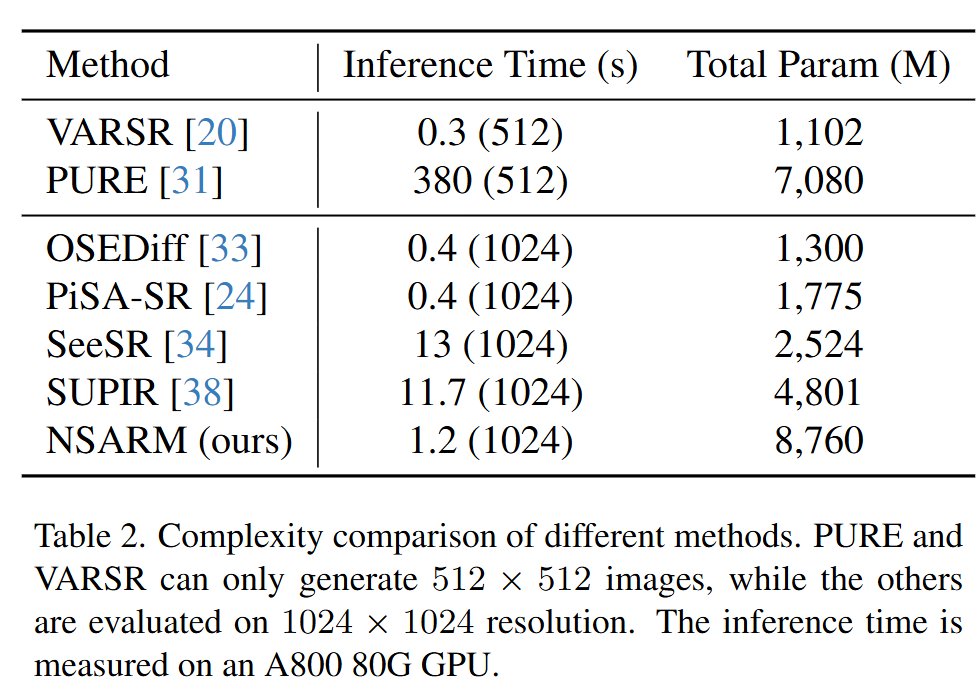 Method Inference Time (s) Total Param (M)
VARSR [20] 0.3 (512) 1,102
PURE [31] 380 (512) 7,080
OSEDiff [33] 0.4 (1024) 1,300
PiSA-SR [24] 0.4 (1024) 1,775
SeeSR [34] 13 (1024) 2,524
SUPIR [38] 11.7 (1024) 4,801
NSARM (ours) 1.2 (1024) 8,760
Table 2. Complexity comparison of different methods. PURE and
VARSR can only generate 512 × 512 images, while the others
are evaluated on 1024 × 1024 resolution. The inference time is
measured on an A800 80G GPU.